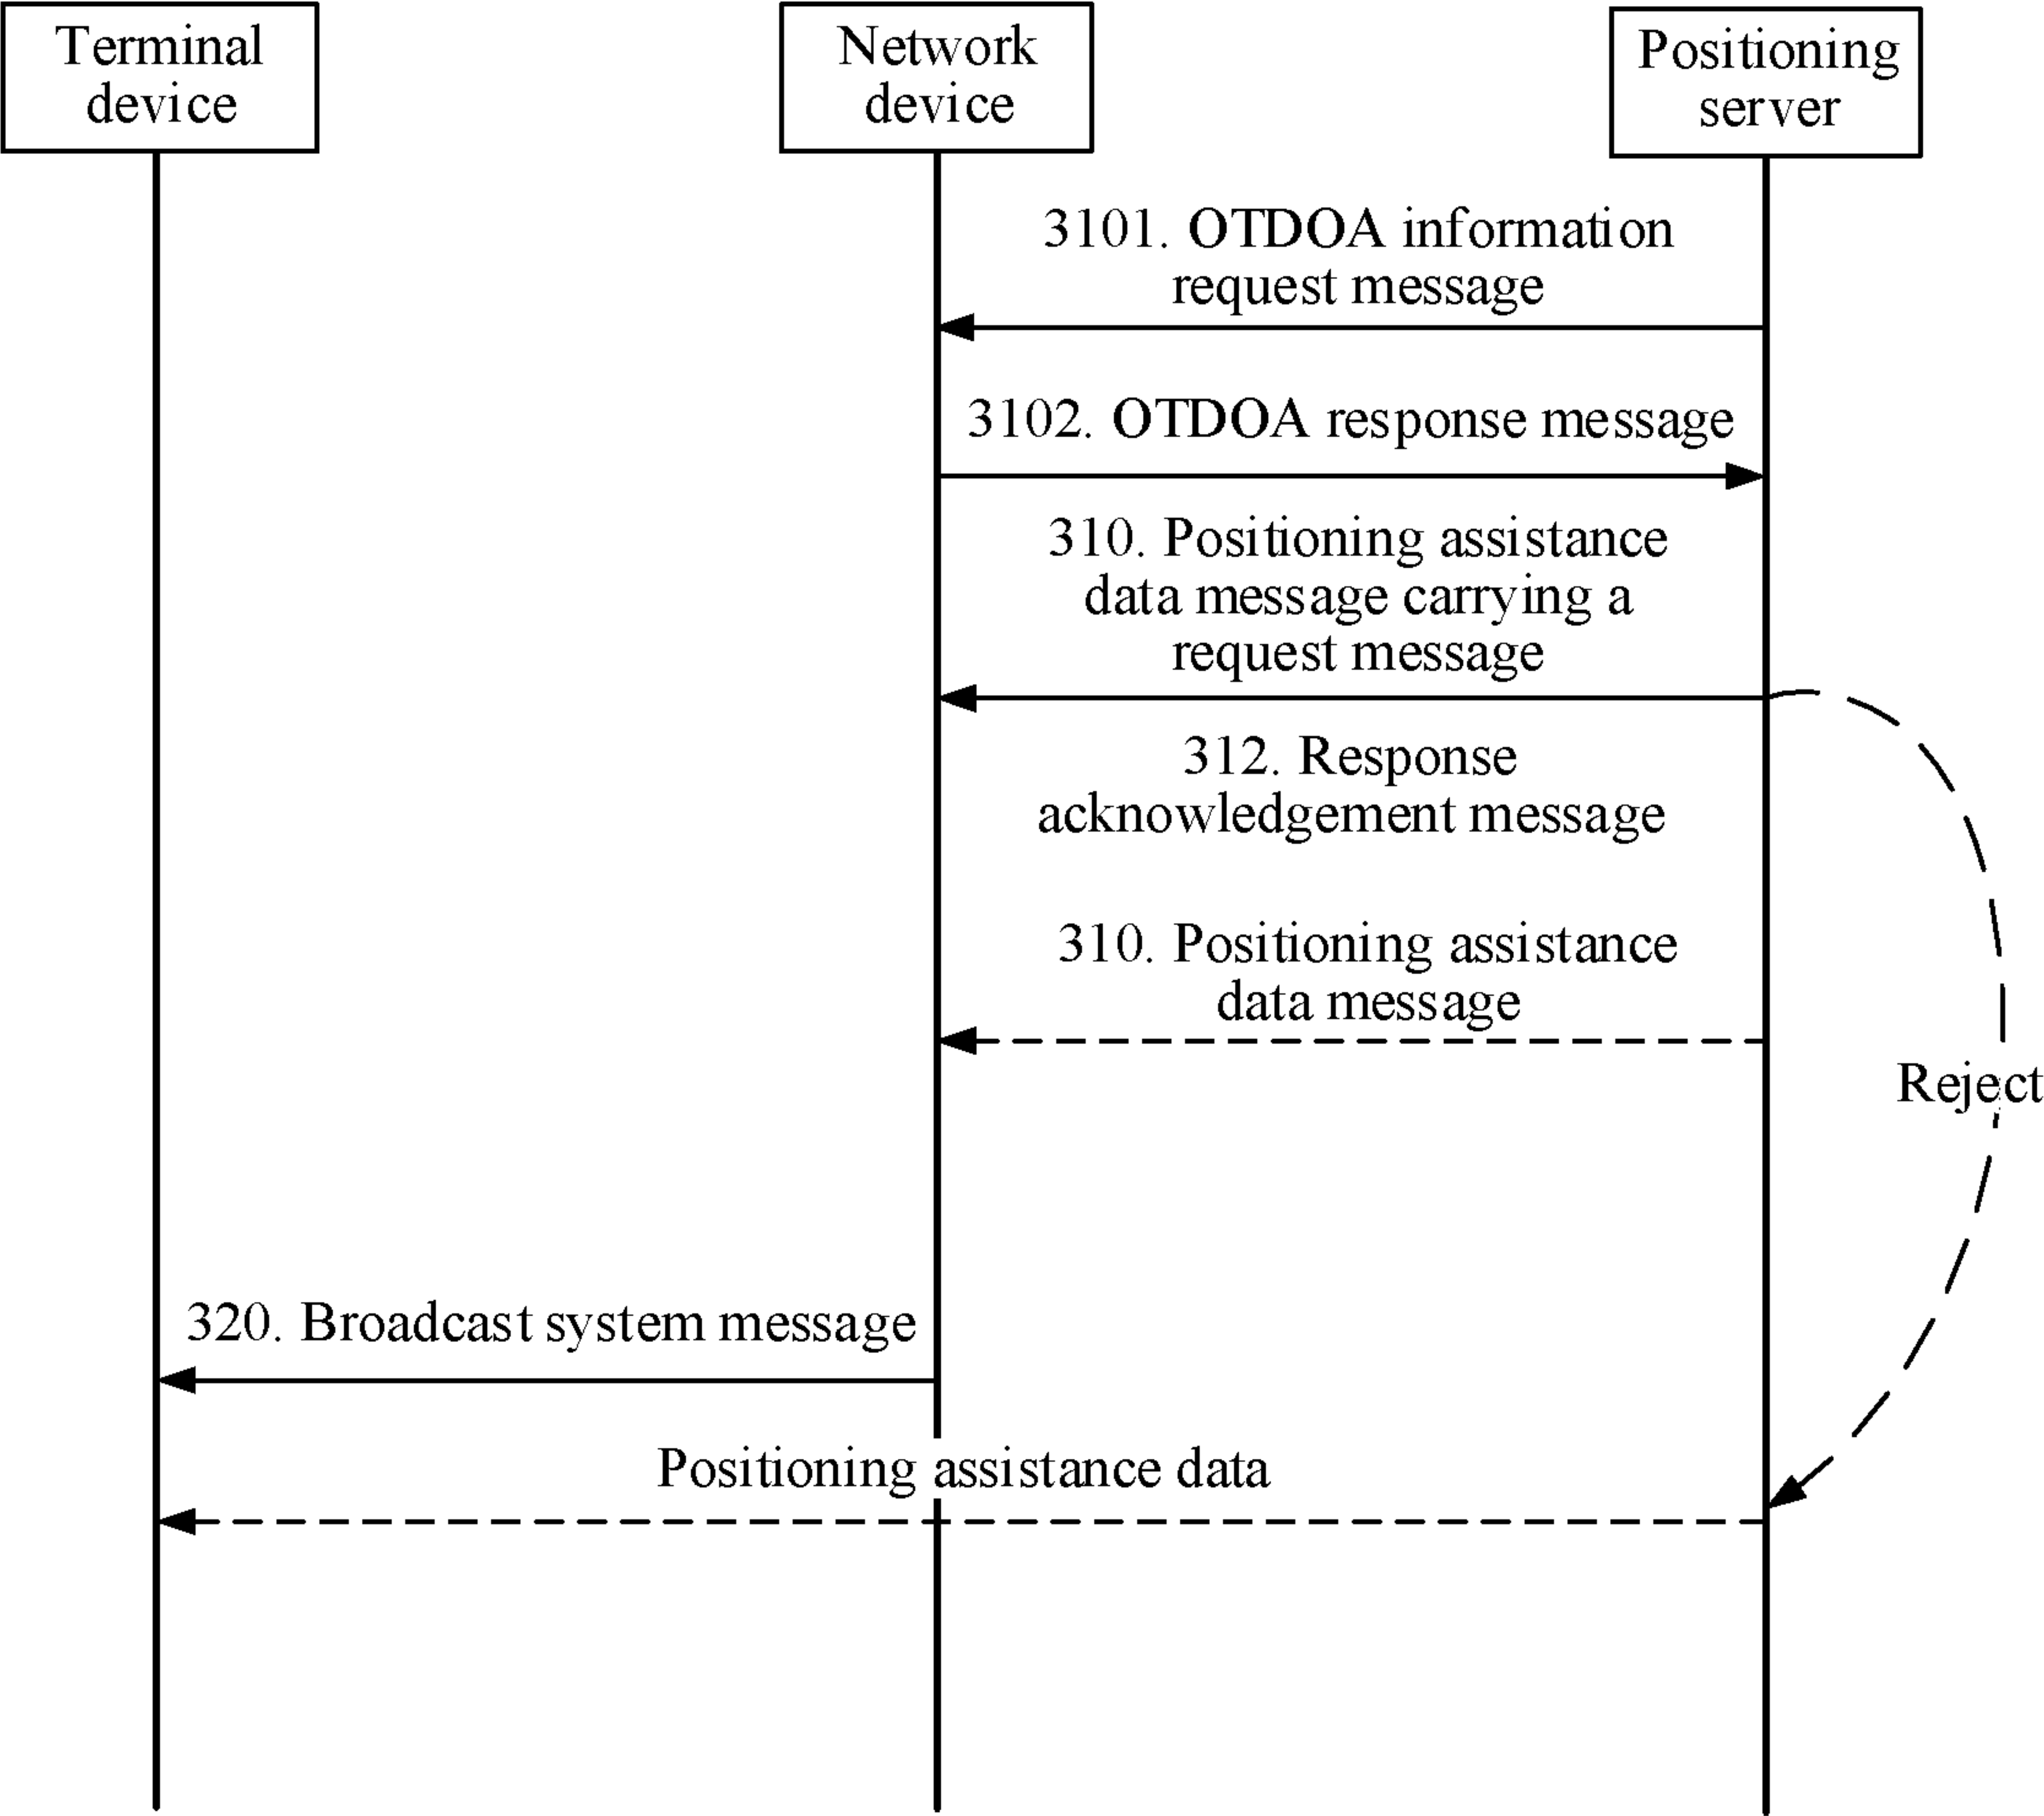 Terminal
device
Network
device
Positioning
server
3101. OTDOA information
request message
3102. OTDOA response message
310. Positioning assistance
data message carrying a
request message
312. Response
acknowledgement message
310. Positioning assistance
data message
Reject
320. Broadcast system message
Positioning assistance data